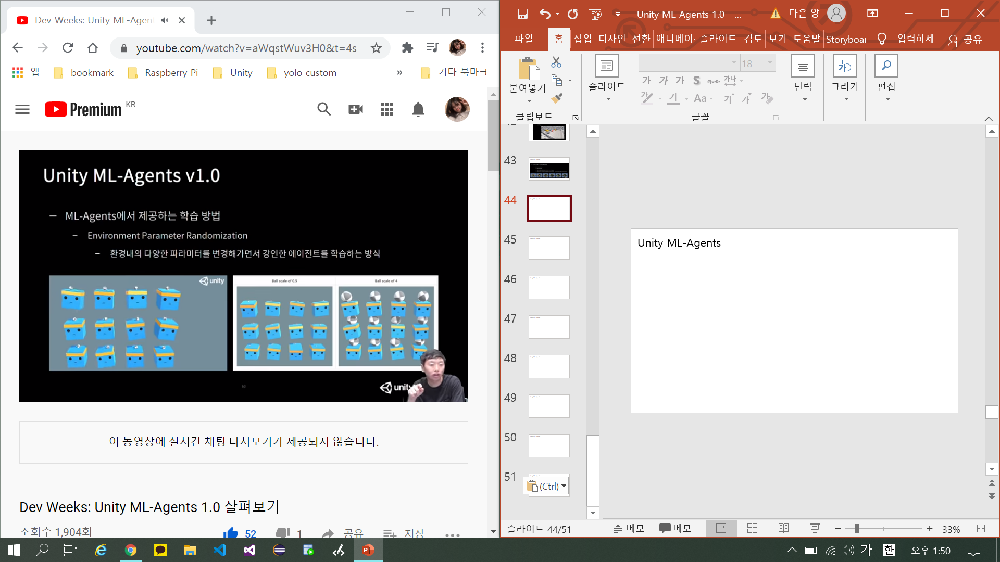 Dev Weeks: Unity ML-Agent
youtube.com/watch?v=aWqstWuv3H0&t=4s
앱
bookmark
Raspberry Pi
Unity
yolo custom
»
기타 북마크
Premium KR
Unity ML-Agents v1.0
– ML-Agents에서 제공하는 학습 방법
– Environment Parameter Randomization
– 환경내의 다양한 파라미터를 변경해가면서 강인한 에이전트를 학습하는 방식
unity
Ball scale of 0.5
Ball scale of 4
63
unity
이 동영상에 실시간 채팅 다시보기가 제공되지 않습니다.
Dev Weeks: Unity ML-Agents 1.0 살펴보기
조회수 1,904회
52
1
공유
저장
Unity ML-Agents 1.0 -...
다은 양
파일 홈 삽입 디자인 전환 애니메이 슬라이드 검토 보기 도움말 Storyboar 입력하세 공유
붙여넣기
클립보드
슬라이드
18
가 가 가 S 가나다 간나
가 가 Aa 가 가 가
글꼴
단락
그리기
편집
43
44
45
46
47
48
49
50
51
(Ctrl)
Unity ML-Agents
슬라이드 44/51
메모
메모
33%
가
한
오후 1:50